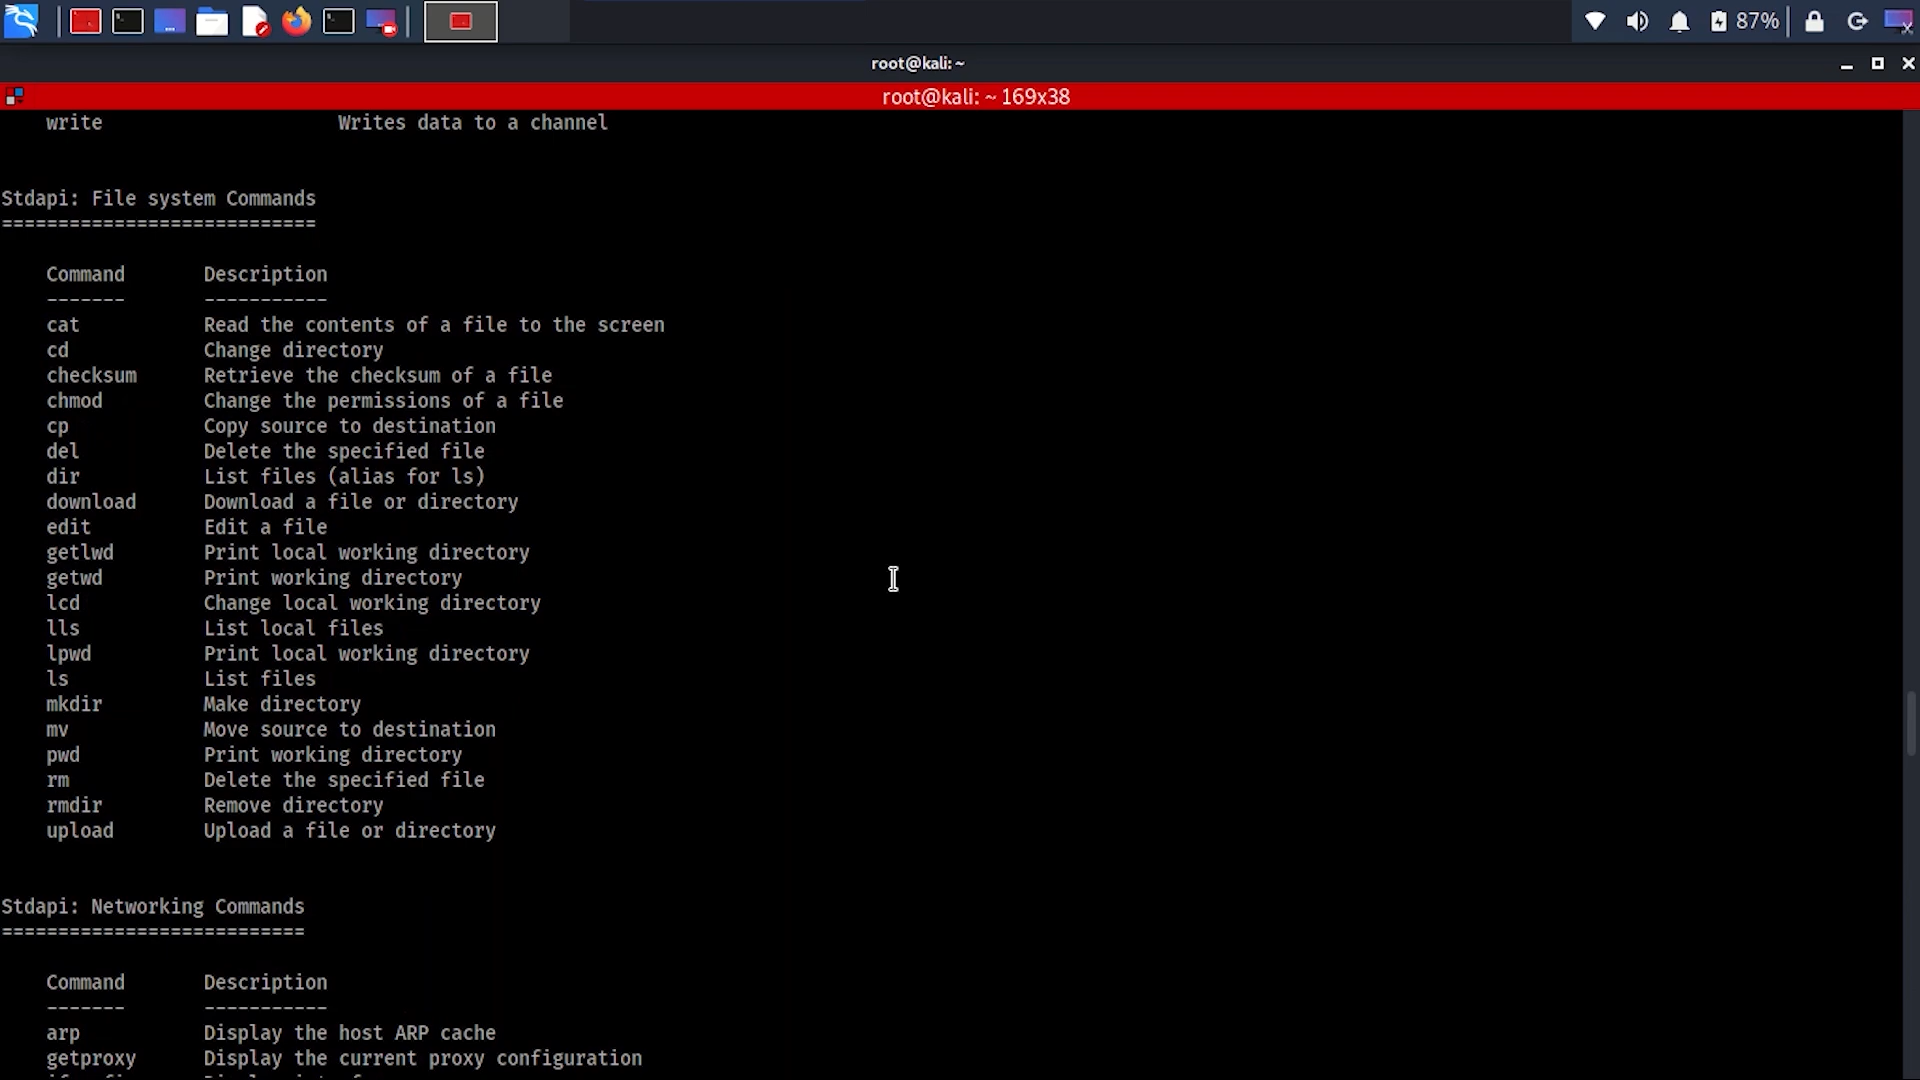 87%
root@kali: ~
root@kali: ~ 169x38
write Writes data to a channel
Stdapi: File system Commands
============================
Command Description
------- -----------
cat Read the contents of a file to the screen
cd Change directory
checksum Retrieve the checksum of a file
chmod Change the permissions of a file
cp Copy source to destination
del Delete the specified file
dir List files (alias for ls)
download Download a file or directory
edit Edit a file
getlwd Print local working directory
getwd Print working directory
lcd Change local working directory
lls List local files
lpwd Print local working directory
ls List files
mkdir Make directory
mv Move source to destination
pwd Print working directory
rm Delete the specified file
rmdir Remove directory
upload Upload a file or directory
Stdapi: Networking Commands
===========================
Command Description
------- -----------
arp Display the host ARP cache
getproxy Display the current proxy configuration